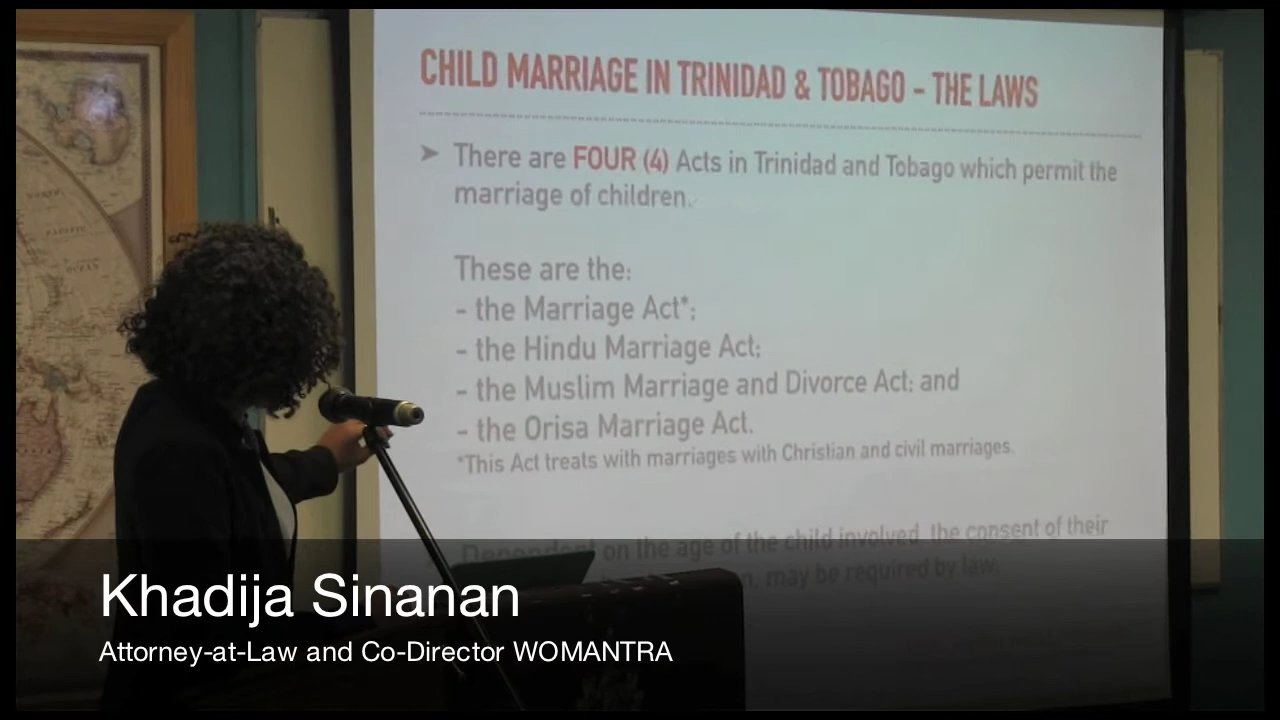 CHILD MARRIAGE IN TRINIDAD & TOBAGO - THE LAWS
➤ There are FOUR (4) Acts in Trinidad and Tobago which permit the
marriage of children.
These are the:
- the Marriage Act*;
- the Hindu Marriage Act;
- the Muslim Marriage and Divorce Act; and
- the Orisa Marriage Act.
*This Act treats with marriages with Christian and civil marriages.
Dependent on the age of the child involved, the consent of their
may be required by law.
Khadija Sinanan
Attorney-at-Law and Co-Director WOMANTRA
PACIFIC
OCEAN